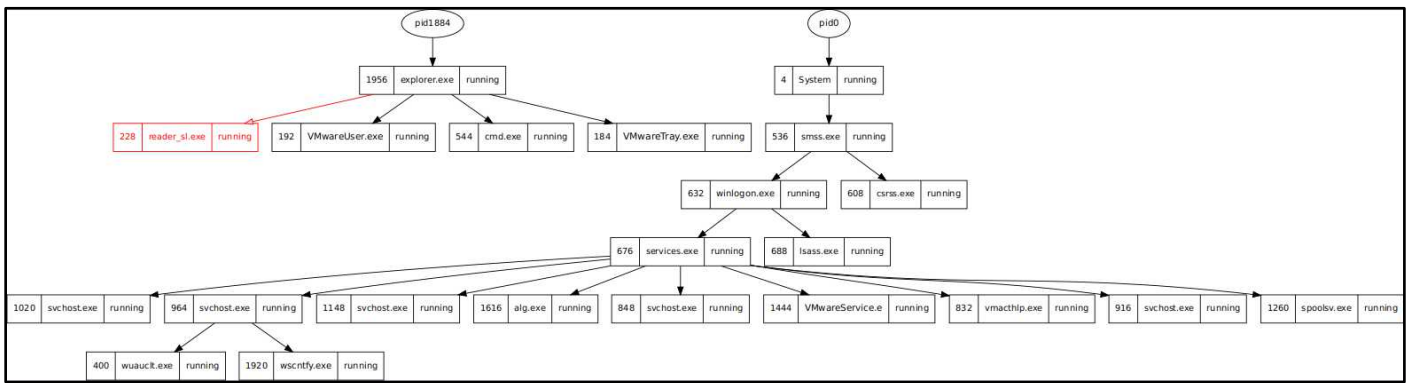 pid1884
pid0
1956 explorer.exe running
4 System running
228 reader_sl.exe running
192 VMwareUser.exe running
544 cmd.exe running
184 VMwareTray.exe running
536 smss.exe running
632 winlogon.exe running
608 csrss.exe running
676 services.exe running
688 lsass.exe running
1020 svchost.exe running
964 svchost.exe running
1148 svchost.exe running
1616 alg.exe running
848 svchost.exe running
1444 VMwareService.e running
832 vmacthlp.exe running
916 svchost.exe running
1260 spoolsv.exe running
400 wuauclt.exe running
1920 wscntfy.exe running